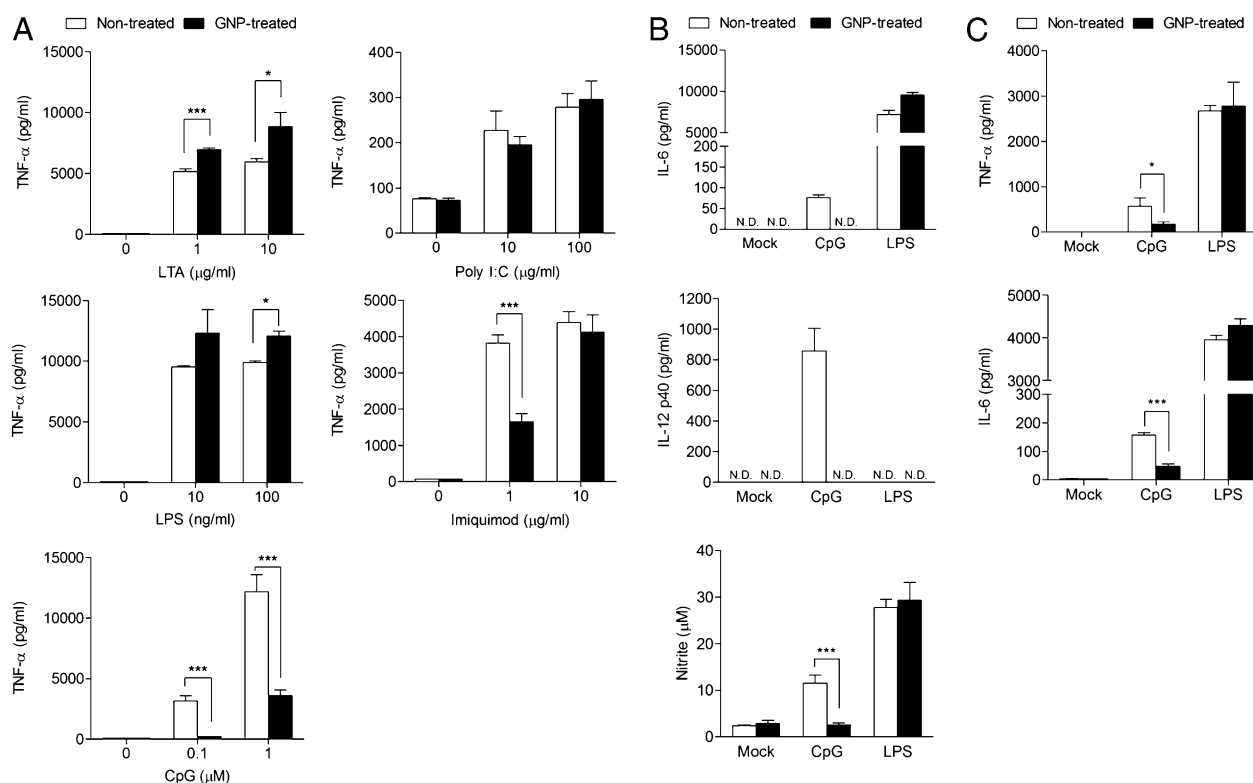 A
Non-treated GNP-treated
TNF-α (pg/ml)
15000
10000
5000
0
***
*
0 1 10
LTA (μg/ml)
TNF-α (pg/ml)
400
300
200
100
0
0 10 100
Poly I:C (μg/ml)
TNF-α (pg/ml)
15000
10000
5000
0
*
0 10 100
LPS (ng/ml)
TNF-α (pg/ml)
5000
4000
3000
2000
1000
0
***
0 1 10
Imiquimod (μg/ml)
TNF-α (pg/ml)
15000
10000
5000
0
***
***
0 0.1 1
CpG (μM)
B
Non-treated GNP-treated
IL-6 (pg/ml)
15000
10000
5000
200
150
100
50
0
N.D. N.D. N.D.
Mock CpG LPS
IL-12 p40 (pg/ml)
1200
1000
800
600
400
200
0
N.D. N.D. N.D. N.D. N.D.
Mock CpG LPS
Nitrite (μM)
40
30
20
10
0
***
Mock CpG LPS
C
Non-treated GNP-treated
TNF-α (pg/ml)
4000
3000
2000
1000
0
*
Mock CpG LPS
IL-6 (pg/ml)
5000
4000
3000
300
200
100
0
***
Mock CpG LPS